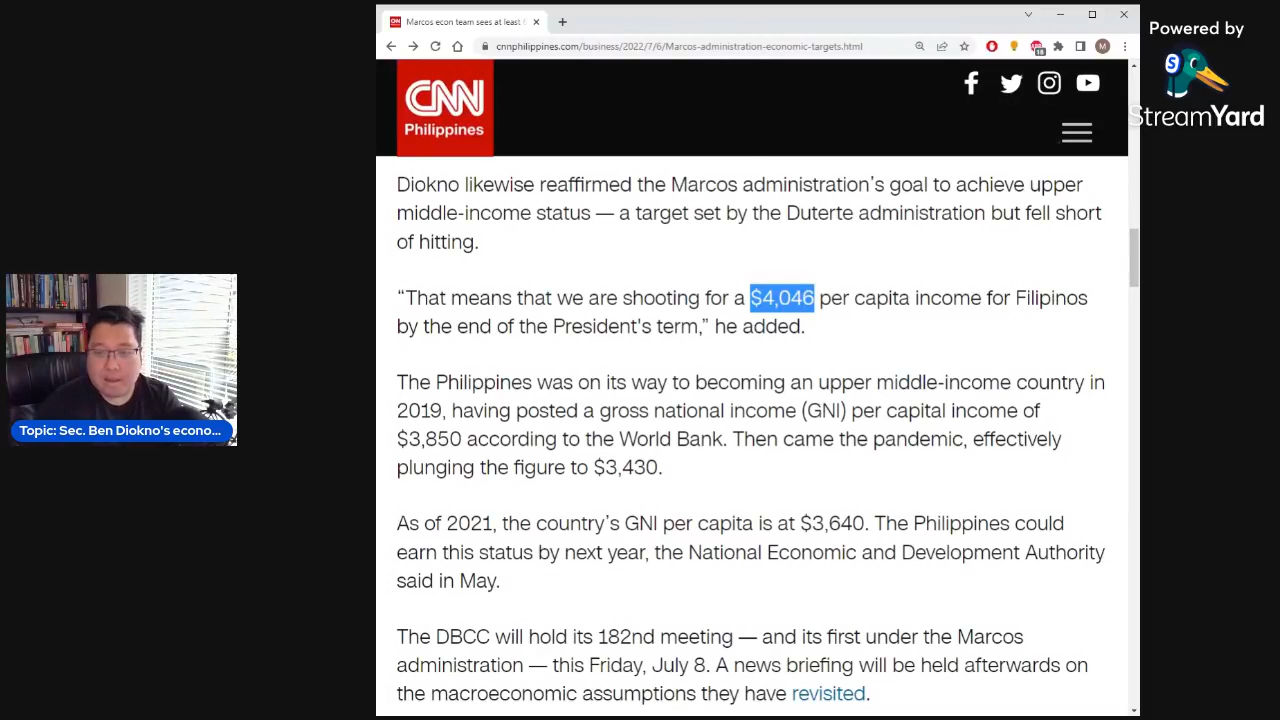 Powered by
StreamYard
Marcos econ team sees at least
cnnphilippines.com/business/2022/7/6/Marcos-administration-economic-targets.html
M
CNN
Philippines
Diokno likewise reaffirmed the Marcos administration’s goal to achieve upper
middle-income status — a target set by the Duterte administration but fell short
of hitting.
“That means that we are shooting for a $4,046 per capita income for Filipinos
by the end of the President's term,” he added.
The Philippines was on its way to becoming an upper middle-income country in
2019, having posted a gross national income (GNI) per capital income of
$3,850 according to the World Bank. Then came the pandemic, effectively
plunging the figure to $3,430.
As of 2021, the country’s GNI per capita is at $3,640. The Philippines could
earn this status by next year, the National Economic and Development Authority
said in May.
The DBCC will hold its 182nd meeting — and its first under the Marcos
administration — this Friday, July 8. A news briefing will be held afterwards on
the macroeconomic assumptions they have revisited.
Topic: Sec. Ben Diokno's econo...